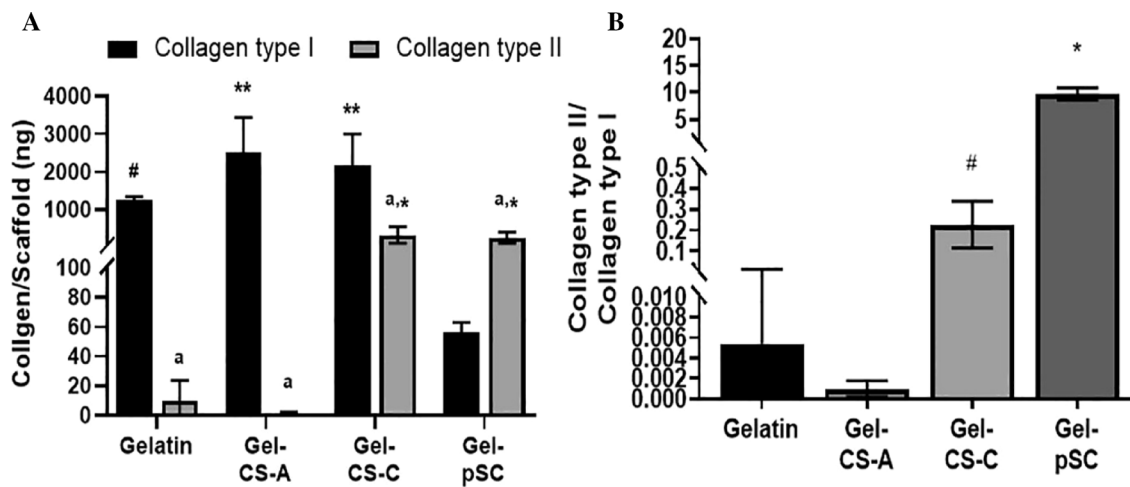 A
Collagen type I
Collagen type II
Collgen/Scaffold (ng)
4000
3000
2000
1000
100
80
60
40
20
0
#
a
**
a
**
a,*
a,*
Gelatin
Gel-
CS-A
Gel-
CS-C
Gel-
pSC
B
Collagen type II/
Collagen type I
20
15
10
5
0.5
0.4
0.3
0.2
0.1
0.010
0.008
0.006
0.004
0.002
0.000
#
*
Gelatin
Gel-
CS-A
Gel-
CS-C
Gel-
pSC